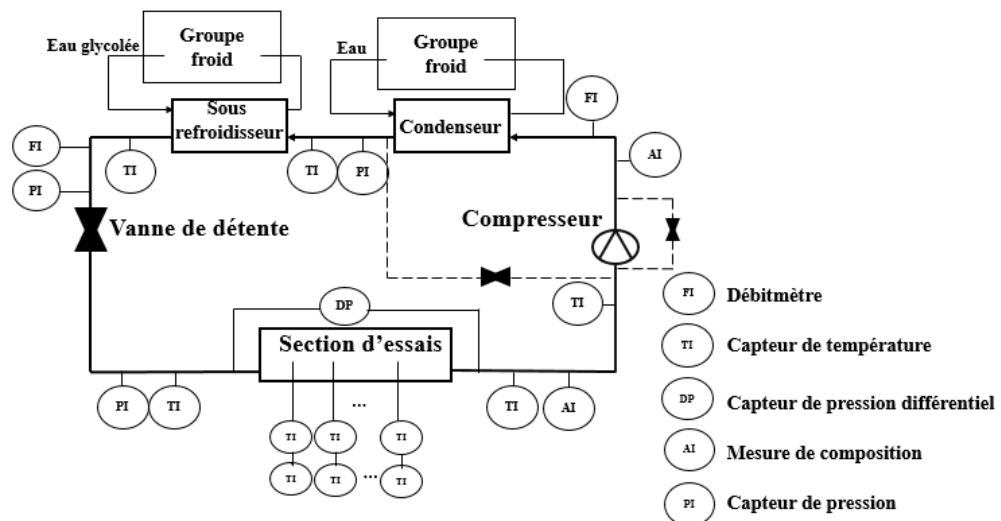 Groupe
froid
Groupe
froid
Eau glycolée
Eau
Sous
refroidisseur
Condenseur
FI
FI
TI
TI
PI
AI
PI
Vanne de détente
Compresseur
TI
DP
Section d'essais
PI
TI
TI
AI
...
TI
TI
TI
TI
TI
...
TI
FI
Débitmètre
TI
Capteur de température
DP
Capteur de pression différentiel
AI
Mesure de composition
PI
Capteur de pression